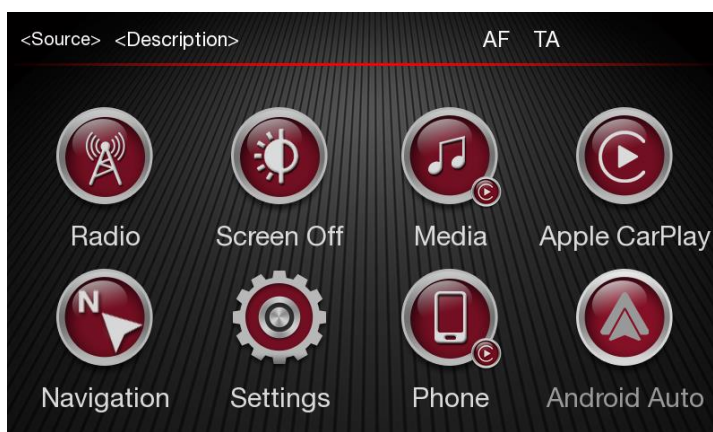 <Source> <Description> AF TA
Radio Screen Off Media Apple CarPlay
N
Navigation Settings Phone Android Auto